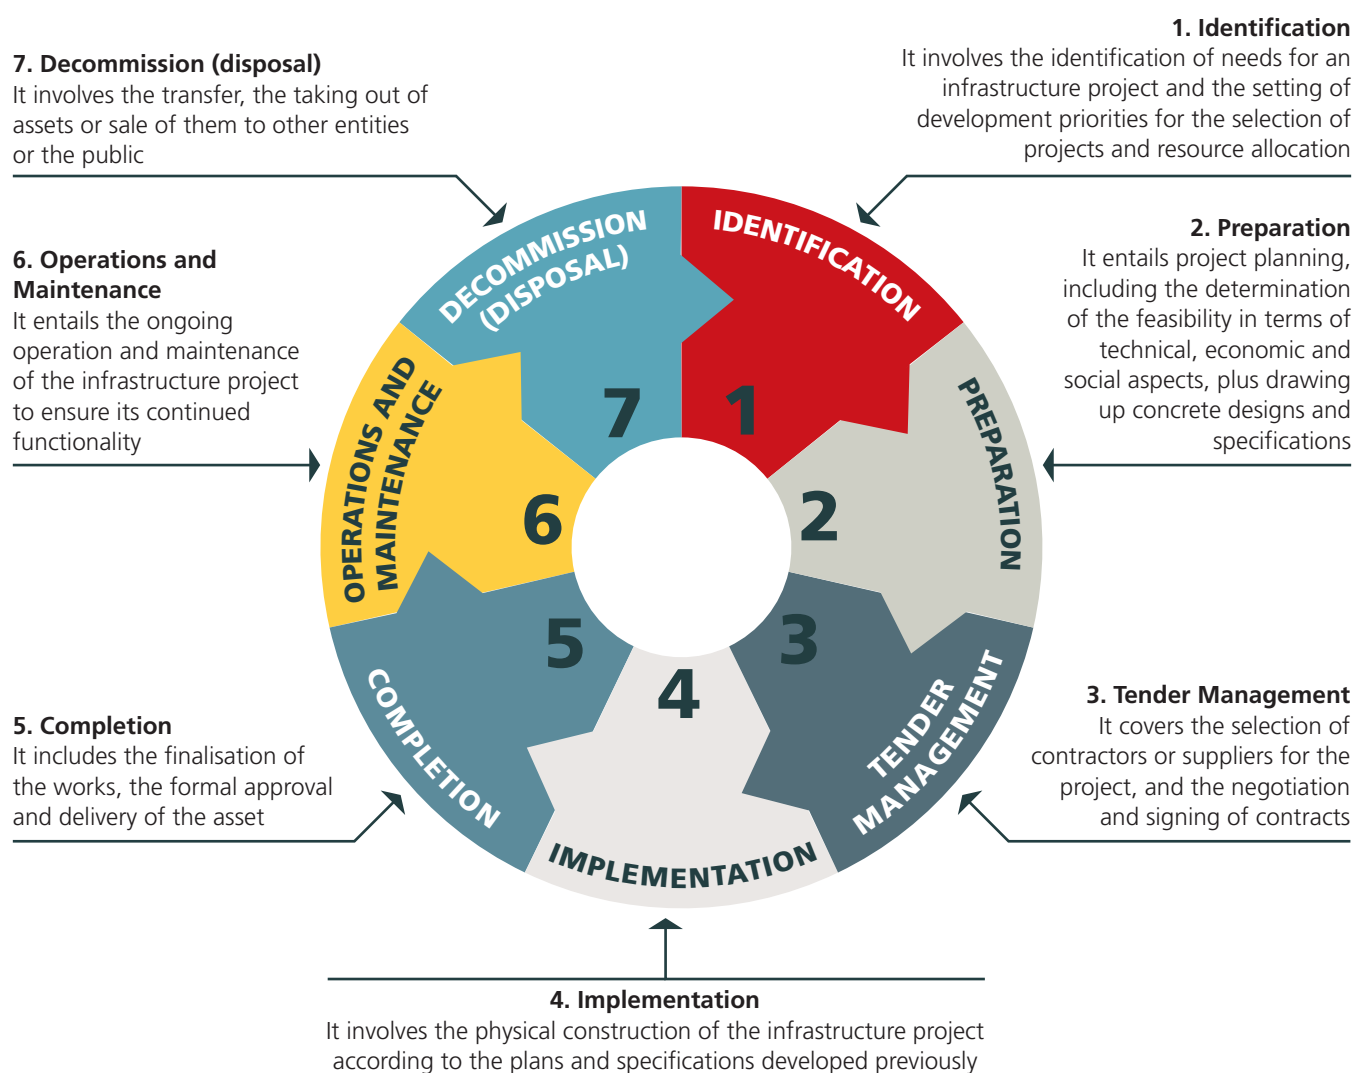 1. Identification
It involves the identification of needs for an
infrastructure project and the setting of
development priorities for the selection of
projects and resource allocation
2. Preparation
It entails project planning,
including the determination
of the feasibility in terms of
technical, economic and
social aspects, plus drawing
up concrete designs and
specifications
3. Tender Management
It covers the selection of
contractors or suppliers for the
project, and the negotiation
and signing of contracts
4. Implementation
It involves the physical construction of the infrastructure project
according to the plans and specifications developed previously
5. Completion
It includes the finalisation of
the works, the formal approval
and delivery of the asset
6. Operations and
Maintenance
It entails the ongoing
operation and maintenance
of the infrastructure project
to ensure its continued
functionality
7. Decommission (disposal)
It involves the transfer, the taking out of
assets or sale of them to other entities
or the public
IDENTIFICATION
1
PREPARATION
2
TENDER
MANAGEMENT
3
IMPLEMENTATION
4
COMPLETION
5
OPERATIONS AND
MAINTENANCE
6
DECOMMISSION
(DISPOSAL)
7